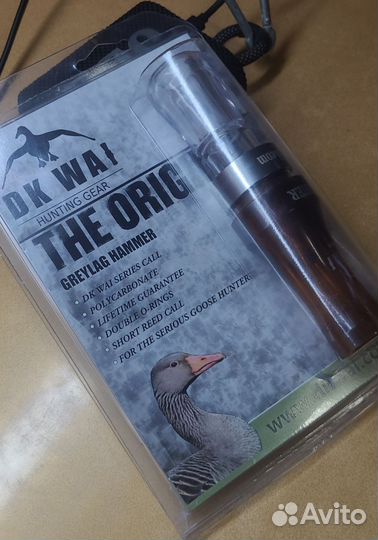 DK WAI
HUNTING GEAR
THE ORIG
GREYLAG HAMMER
• DK WAI SERIES CALL
• POLYCARBONATE
• LIFETIME GUARANTEE
• DOUBLE O-RINGS
• SHORT REED CALL
• FOR THE SERIOUS GOOSE HUNTER...
Avito